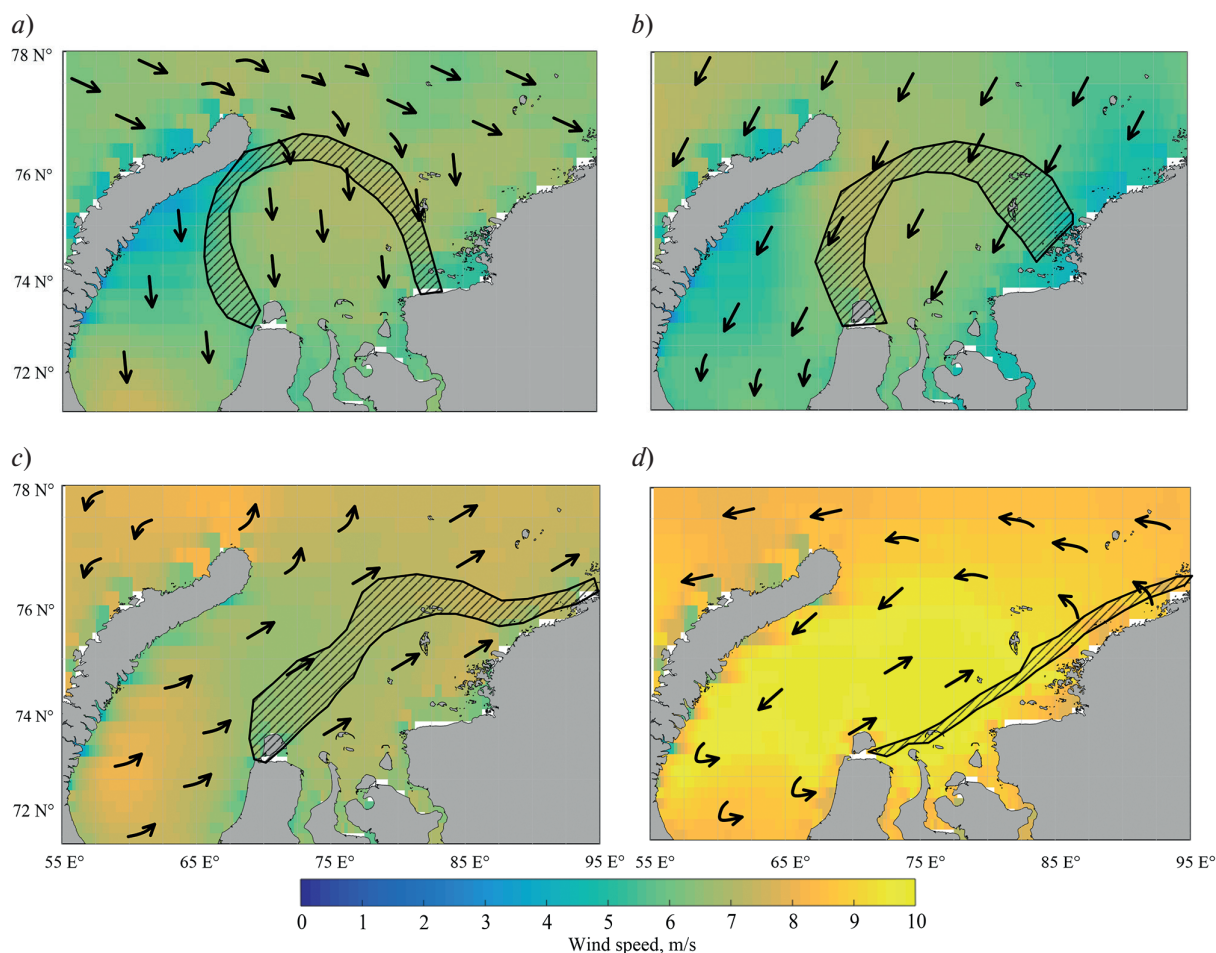 a)
b)
78 N°
76 N°
74 N°
72 N°
c)
d)
78 N°
76 N°
74 N°
72 N°
55 E° 65 E° 75 E° 85 E° 95 E° 55 E° 65 E° 75 E° 85 E° 95 E°
0 1 2 3 4 5 6 7 8 9 10
Wind speed, m/s